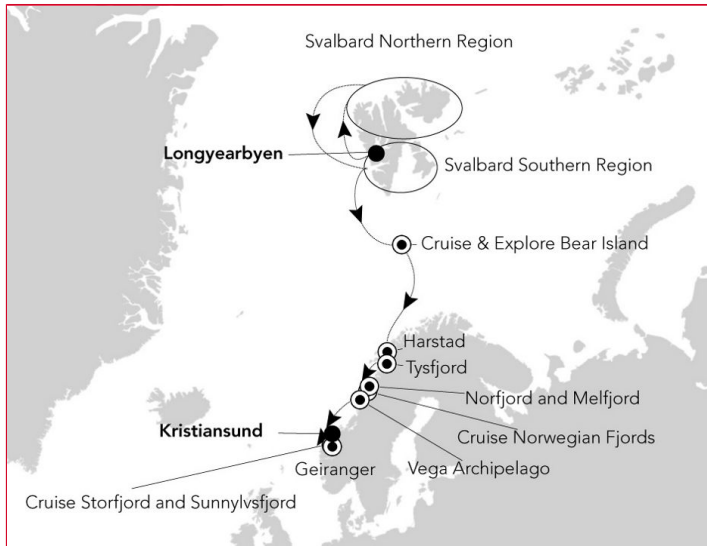 Svalbard Northern Region
Longyearbyen
Svalbard Southern Region
Cruise & Explore Bear Island
Harstad
Tysfjord
Norfjord and Melfjord
Kristiansund
Cruise Norwegian Fjords
Geiranger
Vega Archipelago
Cruise Storfjord and Sunnylvsfjord